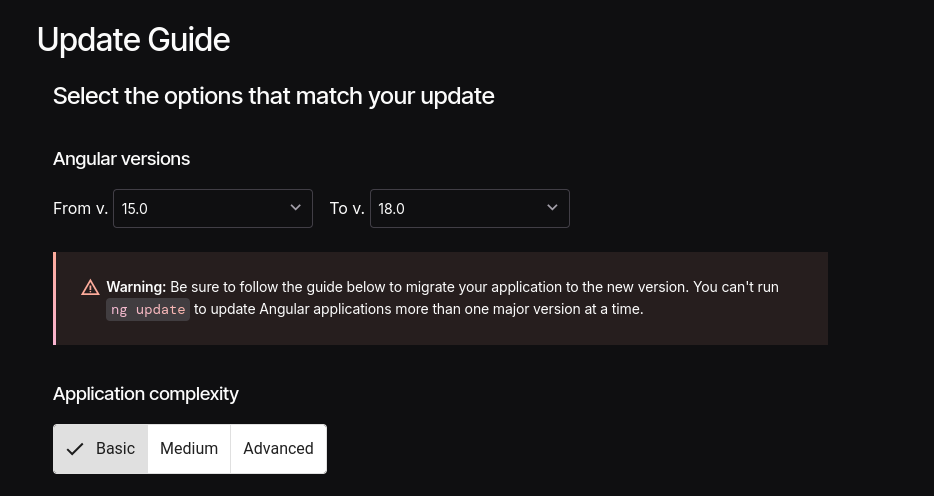 Update Guide
Select the options that match your update
Angular versions
From v. 15.0 To v. 18.0
Warning: Be sure to follow the guide below to migrate your application to the new version. You can't run
ng update to update Angular applications more than one major version at a time.
Application complexity
Basic Medium Advanced